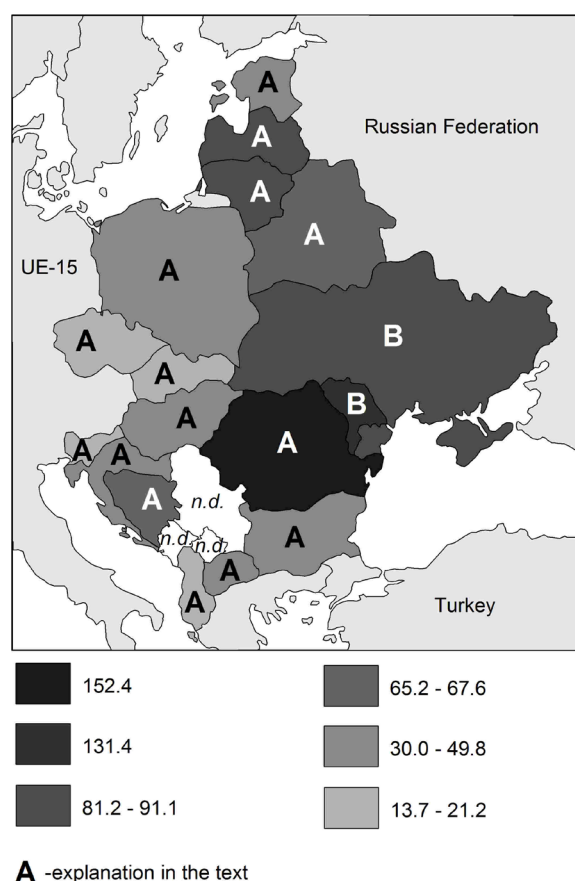 A
Russian Federation
A
A
A
UE-15
A
A
B
A
B
A
A
A
A
A
n.d.
n.d.
n.d.
A
A
A
Turkey
152.4
65.2 - 67.6
131.4
30.0 - 49.8
81.2 - 91.1
13.7 - 21.2
A -explanation in the text